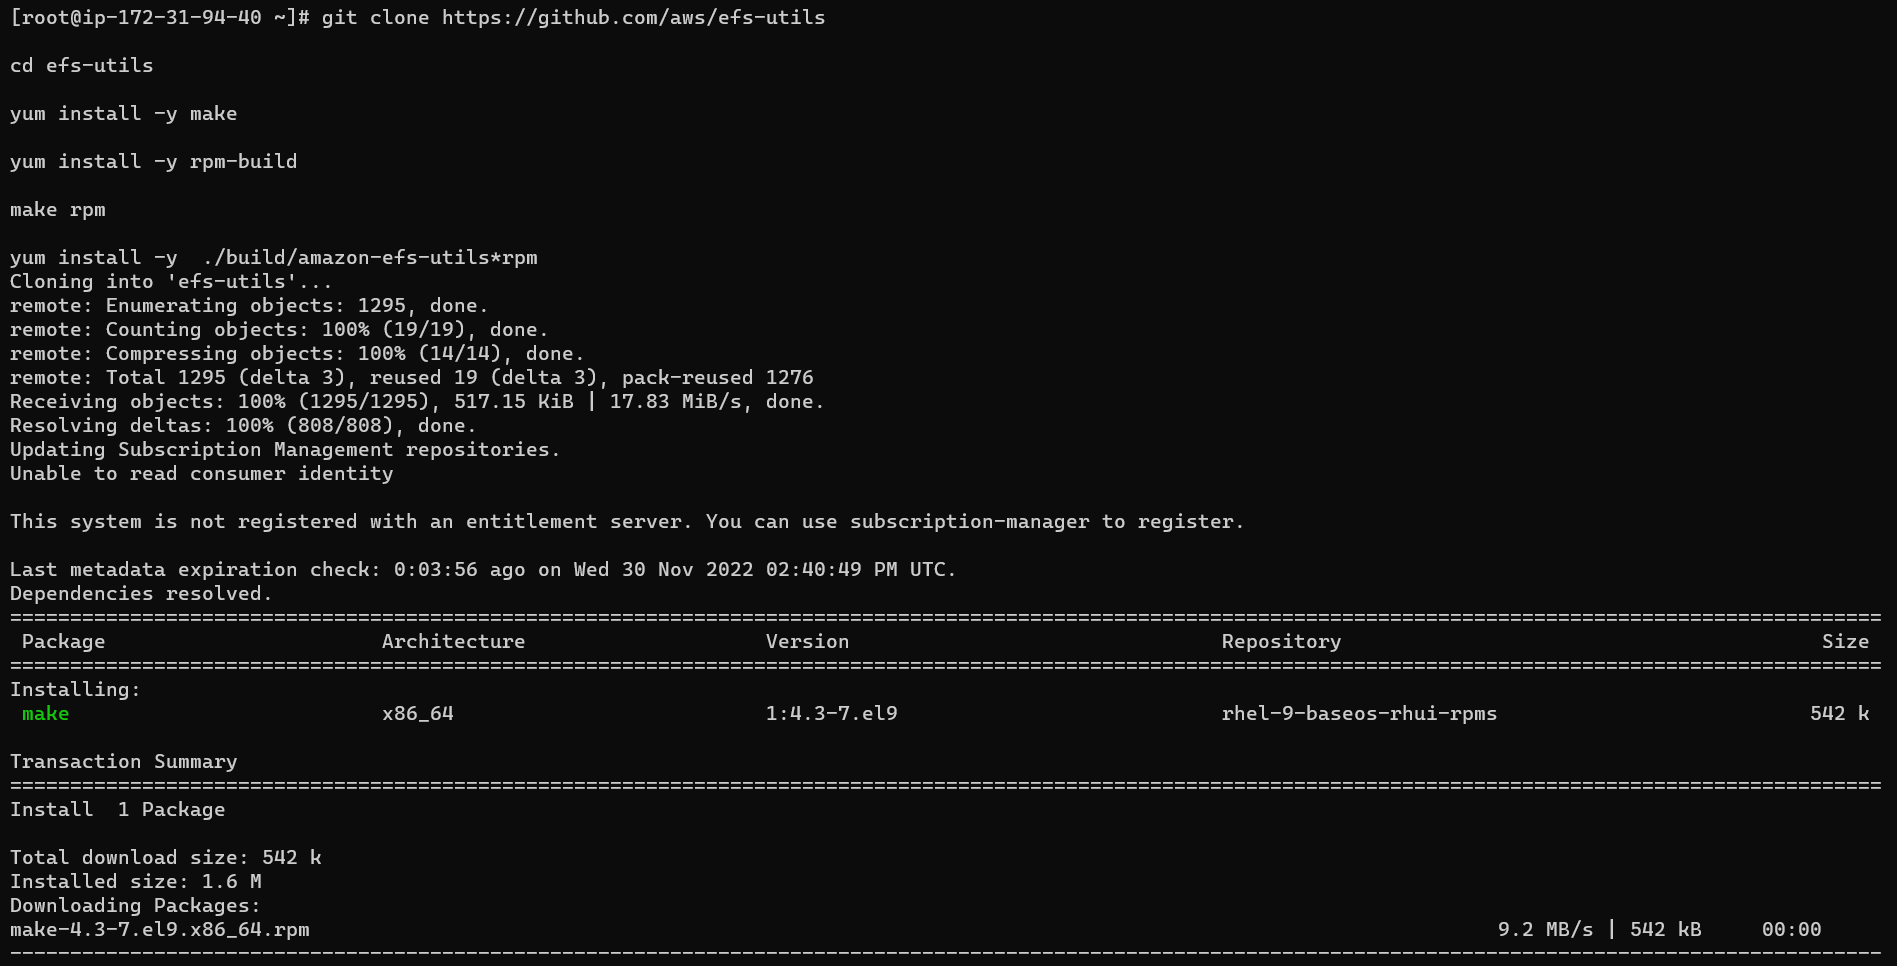 [root@ip-172-31-94-40 ~]# git clone https://github.com/aws/efs-utils
cd efs-utils
yum install -y make
yum install -y rpm-build
make rpm
yum install -y  ./build/amazon-efs-utils*rpm
Cloning into 'efs-utils'...
remote: Enumerating objects: 1295, done.
remote: Counting objects: 100% (19/19), done.
remote: Compressing objects: 100% (14/14), done.
remote: Total 1295 (delta 3), reused 19 (delta 3), pack-reused 1276
Receiving objects: 100% (1295/1295), 517.15 KiB | 17.83 MiB/s, done.
Resolving deltas: 100% (808/808), done.
Updating Subscription Management repositories.
Unable to read consumer identity
This system is not registered with an entitlement server. You can use subscription-manager to register.
Last metadata expiration check: 0:03:56 ago on Wed 30 Nov 2022 02:40:49 PM UTC.
Dependencies resolved.
Package Architecture Version Repository Size
Installing:
make x86_64 1:4.3-7.el9 rhel-9-baseos-rhui-rpms 542 k
Transaction Summary
Install  1 Package
Total download size: 542 k
Installed size: 1.6 M
Downloading Packages:
make-4.3-7.el9.x86_64.rpm 9.2 MB/s | 542 kB 00:00